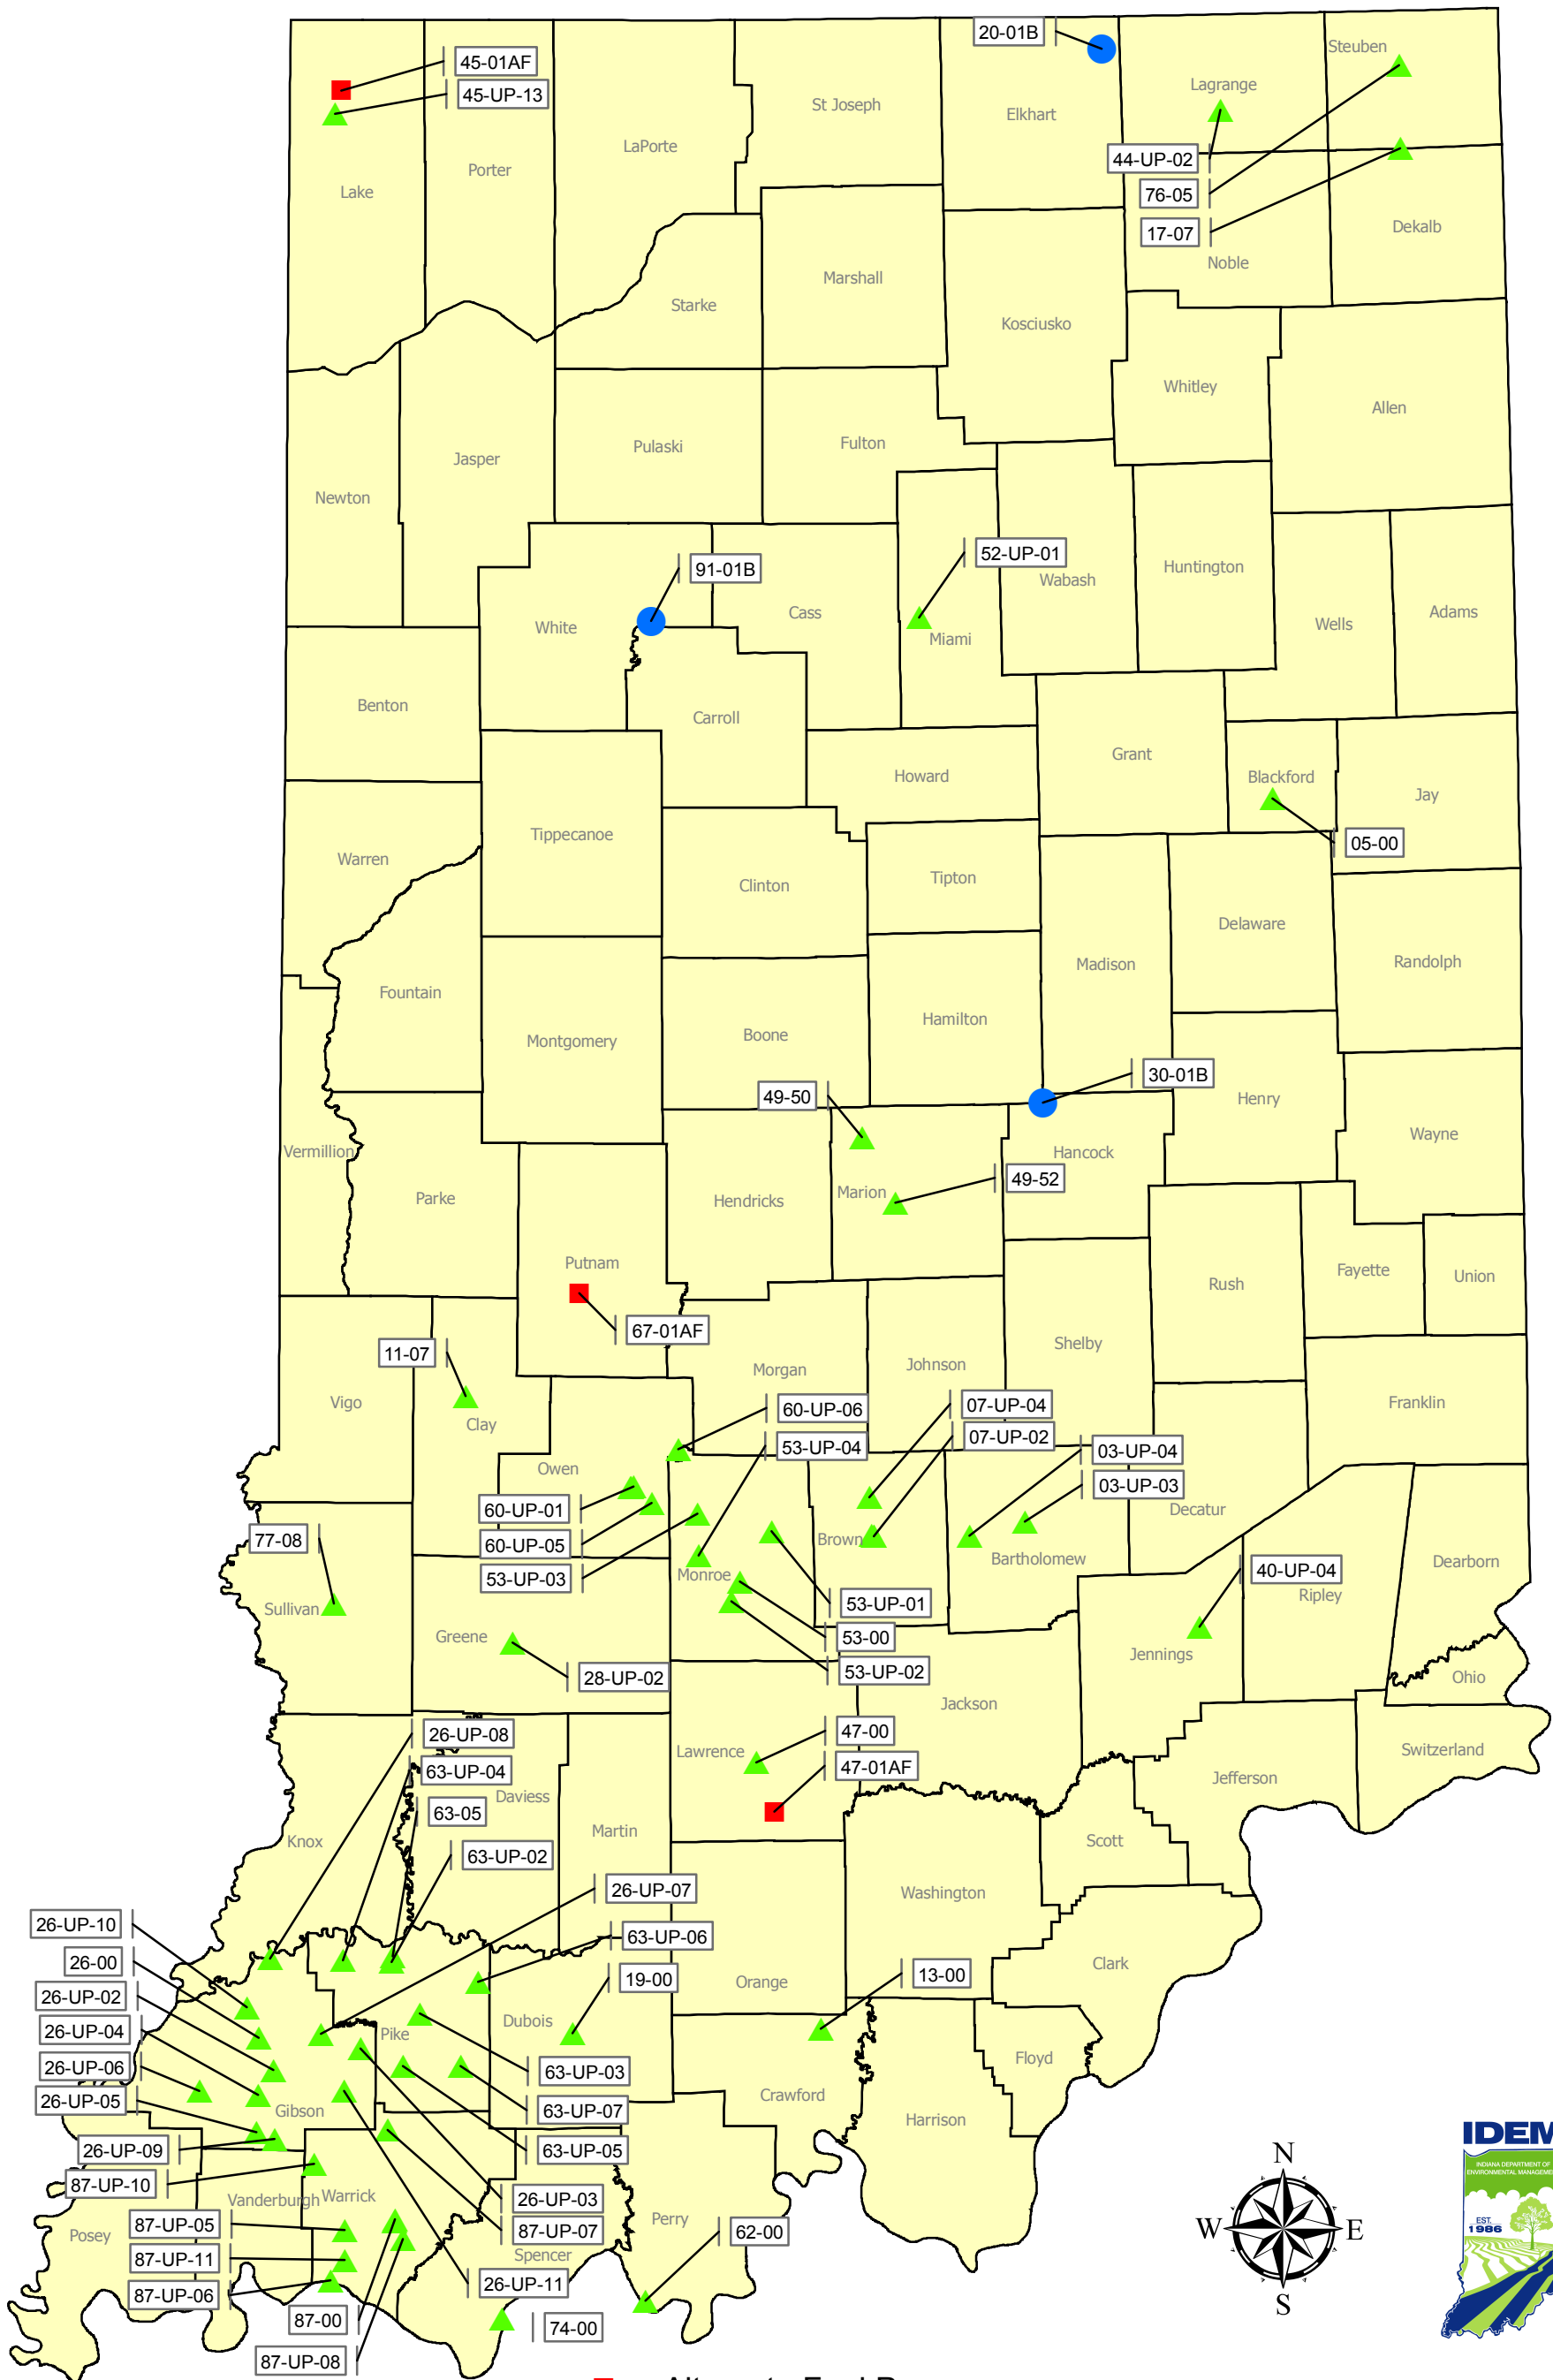 20-01B
Steuben
45-01AF
45-UP-13
St Joseph
Elkhart
Lagrange
LaPorte
Porter
44-UP-02
Lake
76-05
17-07
Dekalb
Noble
Marshall
Starke
Kosciusko
Whitley
Allen
Fulton
Pulaski
Jasper
Newton
52-UP-01
91-01B
Wabash
Huntington
Cass
White
Miami
Wells
Adams
Benton
Carroll
Grant
Howard
Blackford
Jay
Tippecanoe
05-00
Warren
Clinton
Tipton
Delaware
Randolph
Madison
Fountain
Hamilton
Boone
Montgomery
30-01B
49-50
Henry
Wayne
Vermillion
Hancock
49-52
Marion
Parke
Hendricks
Putnam
Fayette
Union
Rush
67-01AF
Shelby
11-07
Johnson
Morgan
Vigo
Clay
Franklin
60-UP-06
07-UP-04
53-UP-04
07-UP-02
03-UP-04
Owen
03-UP-03
60-UP-01
Decatur
77-08
60-UP-05
Brown
Bartholomew
Dearborn
53-UP-03
Monroe
40-UP-04
Ripley
Sullivan
53-UP-01
Greene
53-00
Jennings
28-UP-02
53-UP-02
Ohio
Jackson
26-UP-08
47-00
Lawrence
Switzerland
63-UP-04
47-01AF
Jefferson
Daviess
63-05
Martin
Knox
Scott
63-UP-02
26-UP-07
Washington
26-UP-10
63-UP-06
26-00
Clark
19-00
13-00
Orange
26-UP-02
Dubois
26-UP-04
Pike
Floyd
26-UP-06
63-UP-03
26-UP-05
Crawford
Gibson
63-UP-07
Harrison
26-UP-09
63-UP-05
87-UP-10
26-UP-03
Vanderburgh
Warrick
87-UP-05
87-UP-07
Perry
62-00
Posey
Spencer
87-UP-11
26-UP-11
87-UP-06
87-00
74-00
87-UP-08
N
W
E
S
IDEM
INDIANA DEPARTMENT OF
ENVIRONMENTAL MANAGEMENT
EST.
1986